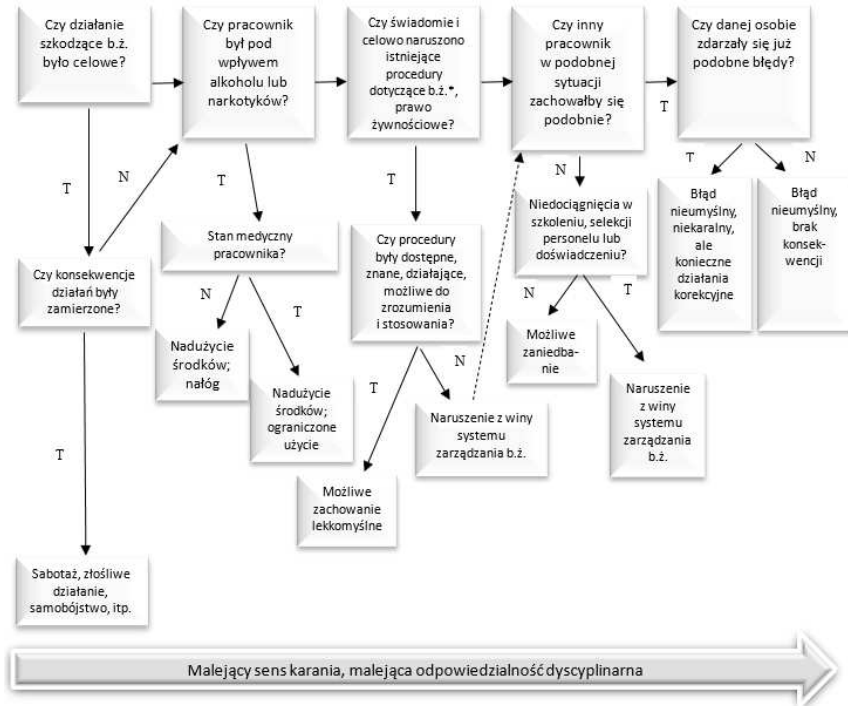 Czy działanie
szkodzące b.ż.
było celowe?
Czy pracownik
był pod
wpływem
alkoholu lub
narkotyków?
Czy świadomie i
celowo naruszono
istniejące
procedury
dotyczące b.ż.*,
prawo
żywnościowe?
Czy inny
pracownik
w podobnej
sytuacji
zachowałby się
podobnie?
Czy danej osobie
zdarzały się już
podobne błędy?
T
T
N
T
T
N
T
N
Stan medyczny
pracownika?
Czy procedury
były dostępne,
znane, działające,
możliwe do
zrozumienia
i stosowania?
Niedociągnięcia w
szkoleniu, selekcji
personelu lub
doświadczeniu?
Błąd
nieumyślny,
niekaralny,
ale
konieczne
działania
korekcyjne
Błąd
nieumyślny,
brak
konsek-
wencji
Czy konsekwencje
działań były
zamierzone?
N
T
N
T
Nadużycie
środków;
nałóg
Nadużycie
środków;
ograniczone
użycie
T
N
Możliwe
zaniedba-
nie
Naruszenie
z winy
systemu
zarządzania
b.ż.
Naruszenie z winy
systemu
zarządzania b.ż.
T
Możliwe
zachowanie
lekkomyślne
Sabotaż, złośliwe
działanie,
samobójstwo, itp.
Malejący sens karania, malejąca odpowiedzialność dyscyplinarna